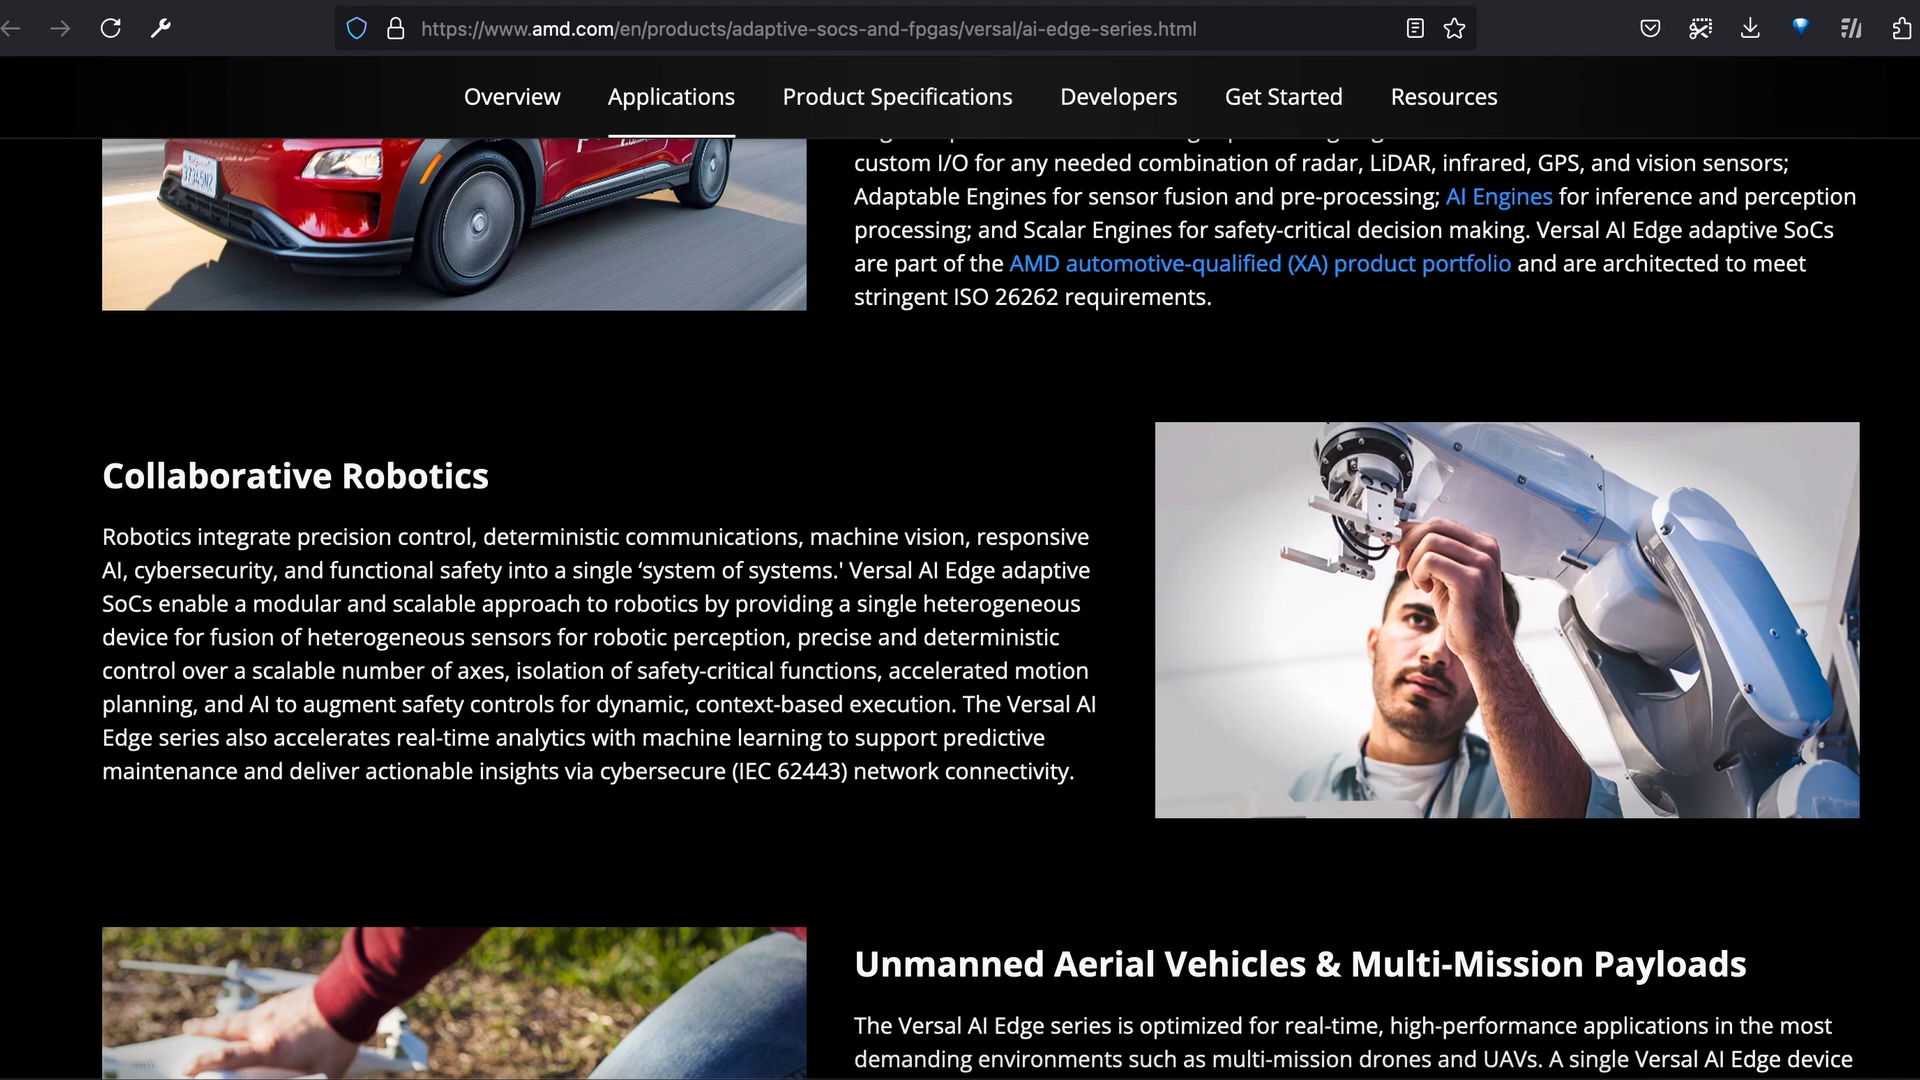 https://www.amd.com/en/products/adaptive-socs-and-fpgas/versal/ai-edge-series.html
Overview Applications Product Specifications Developers Get Started Resources
custom I/O for any needed combination of radar, LiDAR, infrared, GPS, and vision sensors;
Adaptable Engines for sensor fusion and pre-processing; AI Engines for inference and perception
processing; and Scalar Engines for safety-critical decision making. Versal AI Edge adaptive SoCs
are part of the AMD automotive-qualified (XA) product portfolio and are architected to meet
stringent ISO 26262 requirements.
Collaborative Robotics
Robotics integrate precision control, deterministic communications, machine vision, responsive
AI, cybersecurity, and functional safety into a single ‘system of systems.' Versal AI Edge adaptive
SoCs enable a modular and scalable approach to robotics by providing a single heterogeneous
device for fusion of heterogeneous sensors for robotic perception, precise and deterministic
control over a scalable number of axes, isolation of safety-critical functions, accelerated motion
planning, and AI to augment safety controls for dynamic, context-based execution. The Versal AI
Edge series also accelerates real-time analytics with machine learning to support predictive
maintenance and deliver actionable insights via cybersecure (IEC 62443) network connectivity.
Unmanned Aerial Vehicles & Multi-Mission Payloads
The Versal AI Edge series is optimized for real-time, high-performance applications in the most
demanding environments such as multi-mission drones and UAVs. A single Versal AI Edge device